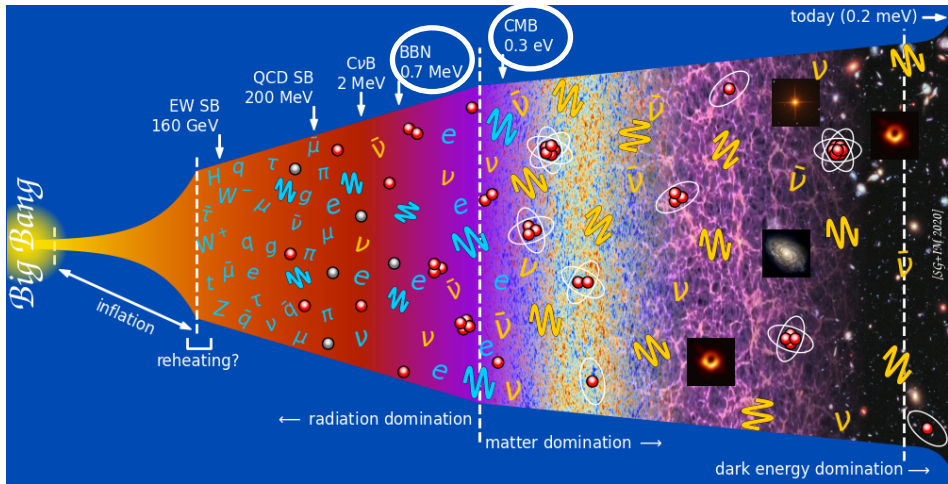 today (0.2 meV)
CMB
0.3 eV
BBN
0.7 MeV
CνB
2 MeV
QCD SB
200 MeV
EW SB
160 GeV
Big Bang
inflation
reheating?
← radiation domination
matter domination →
dark energy domination →
[SG+PM 2020]
H q τ μ̄ π
W⁻ μ g e
τ̄ ν̄ μ
W⁺ q g π ν
t μ̄ e e e
Z τ q̄ ν q̄ π
μ ν ν
ν̄ e ν
ν e ν
ν̄ e ν
ν̄ ν̄ ν
e e ν
ν̄ ν̄ ν
ν̄ ν̄ ν
ν ν